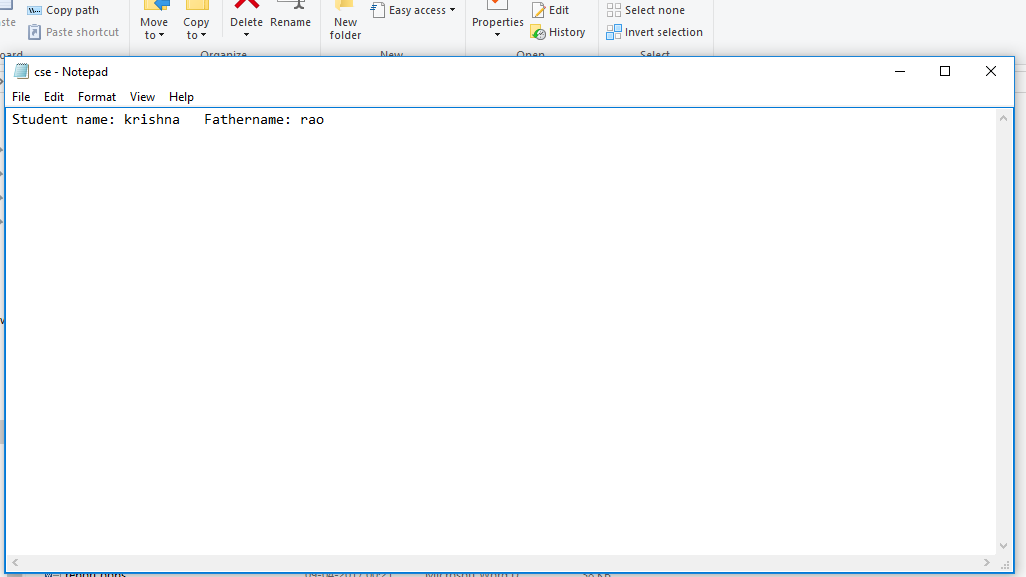 Copy path
Paste shortcut
Move to
Copy to
Delete
Rename
New folder
Easy access
Properties
Edit
History
Select none
Invert selection
Organize
New
Open
Select
cse - Notepad
File Edit Format View Help
Student name: krishna   Fathername: rao